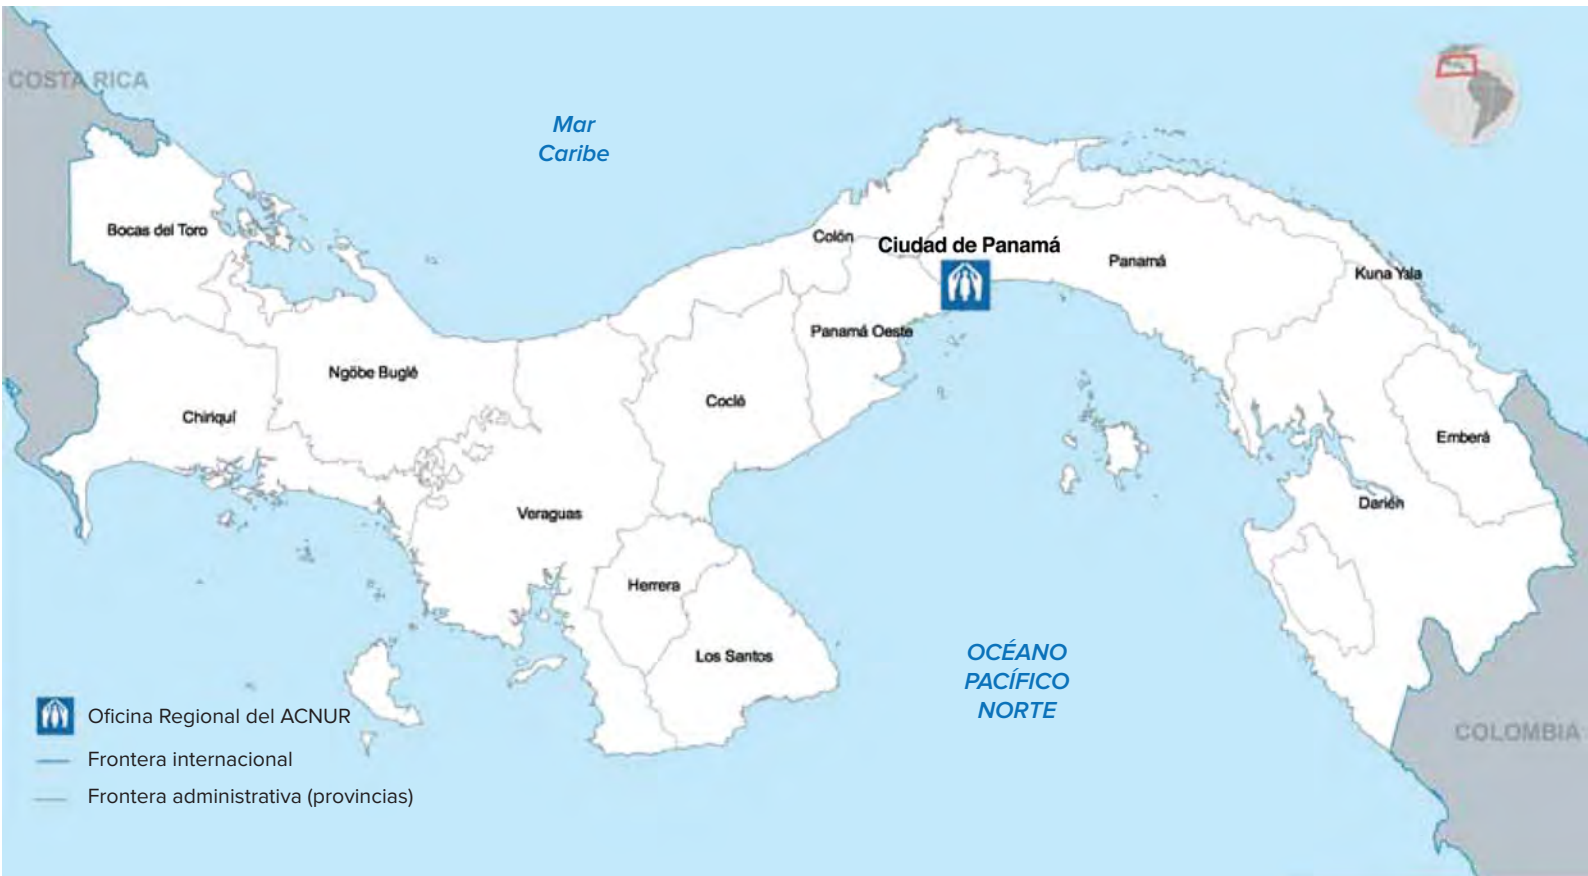 COSTA RICA
Mar
Caribe
Bocas del Toro
Colón
Ciudad de Panamá
Panamá
Kuna Yala
Panamá Oeste
Ngöbe Buglé
Coclé
Chiriquí
Emberá
Darién
Veraguas
Herrera
Los Santos
OCÉANO
PACÍFICO
NORTE
COLOMBIA
Oficina Regional del ACNUR
Frontera internacional
Frontera administrativa (provincias)